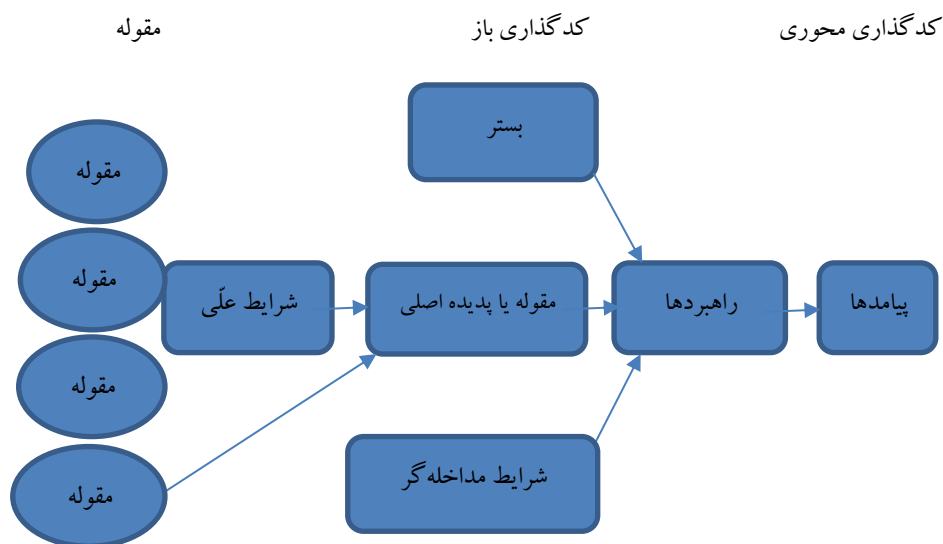 کدگذاری محوری
کدگذاری باز
مقوله
بستر
مقوله
مقوله
شرایط علّی
مقوله یا پدیده اصلی
راهبردها
پیامدها
مقوله
شرایط مداخله‌گر
مقوله